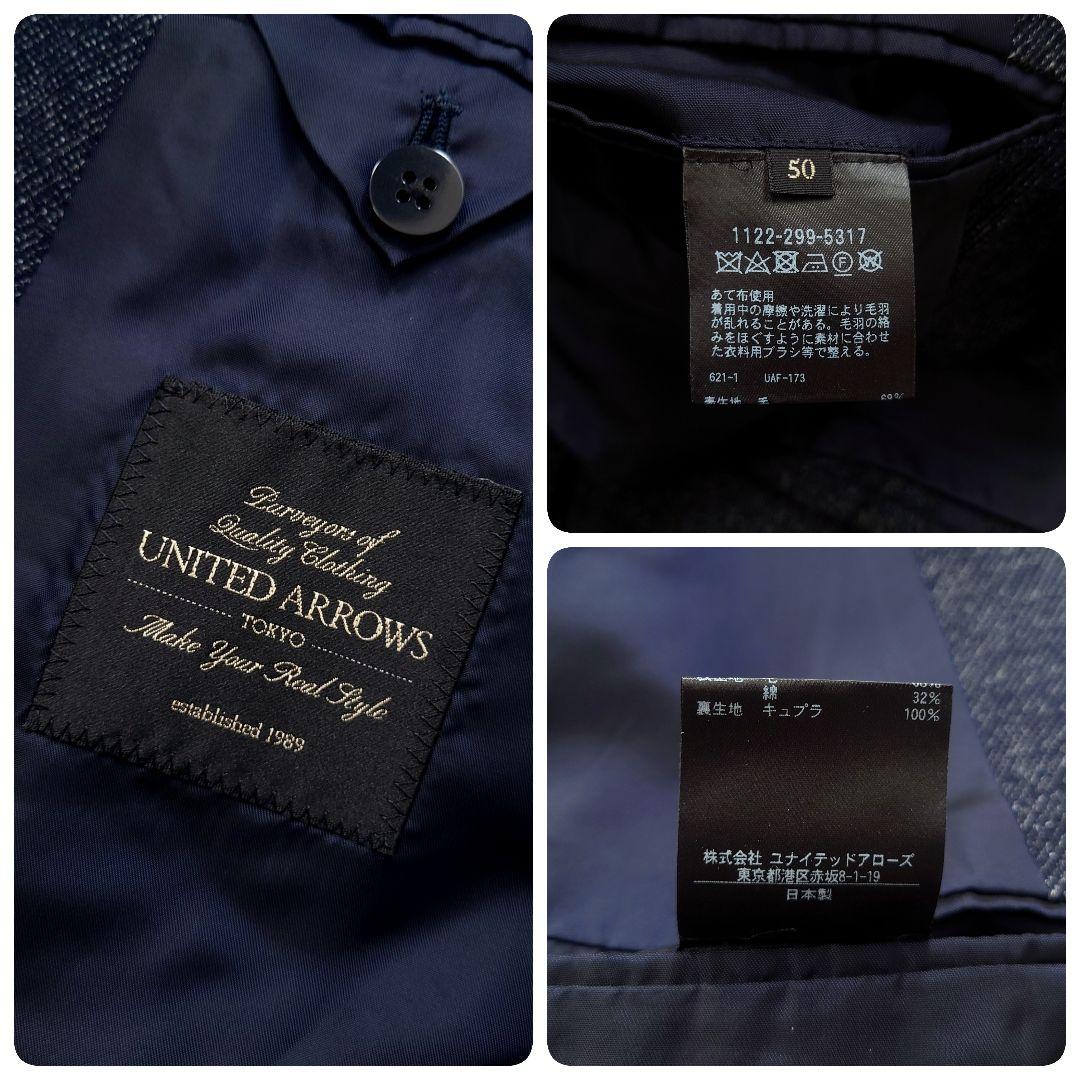 Purveyors of
Quality Clothing
UNITED ARROWS
TOKYO
Make Your Real Style
established 1989
50
1122-299-5317
あて布使用
着用中の摩擦や洗濯により毛羽
が乱れることがある。毛羽の絡
みをほぐすように素材に合わせ
た衣料用ブラシ等で整える。
621-1 UAF-173
表生地 毛 68%
綿 32%
裏生地 キュプラ 100%
株式会社 ユナイテッドアローズ
東京都港区赤坂8-1-19
日本製